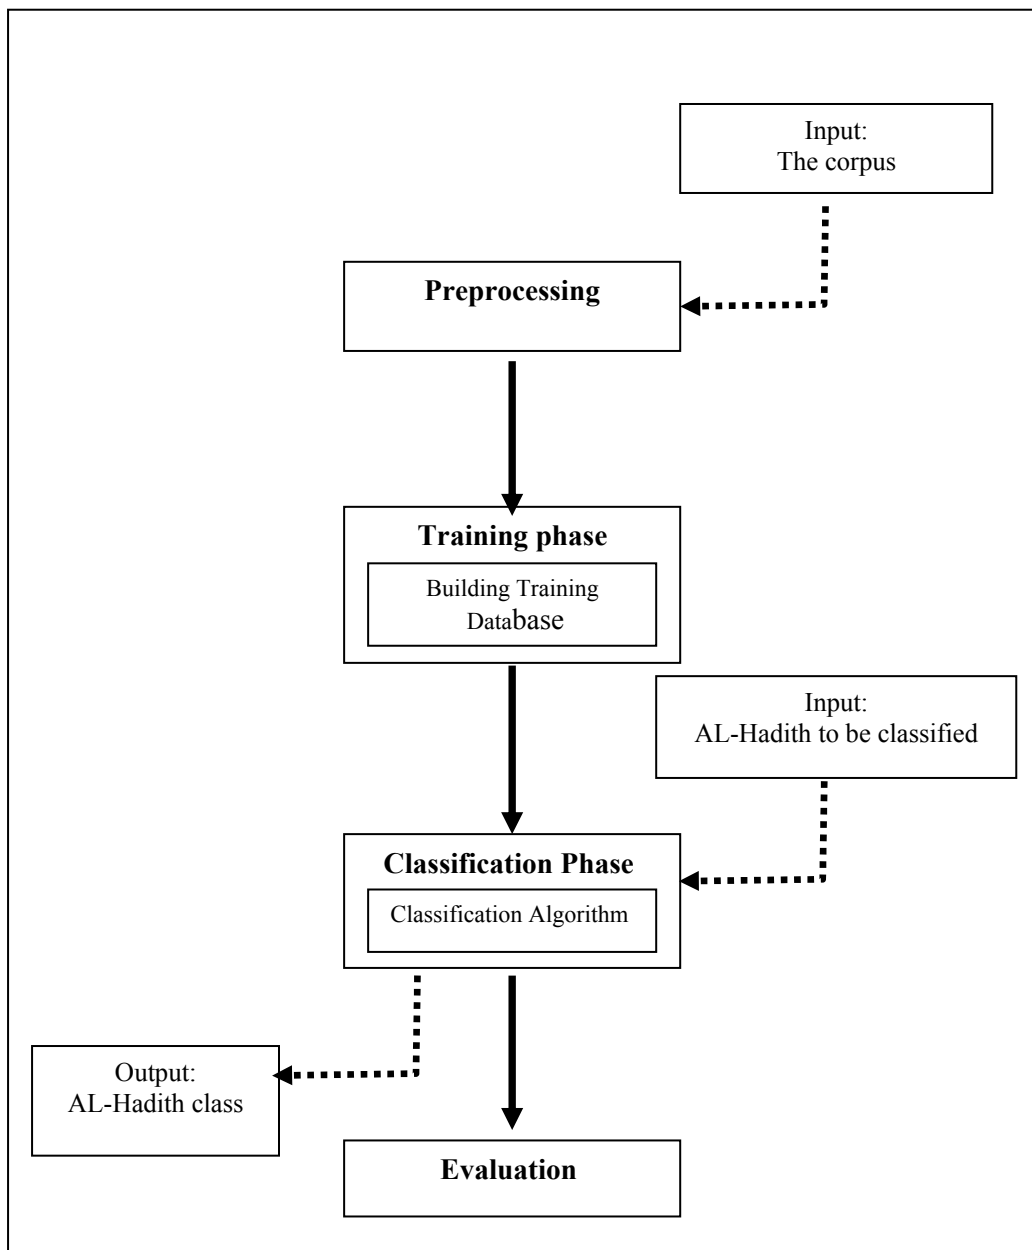 Input:
The corpus
Preprocessing
Training phase
Building Training
Database
Input:
AL-Hadith to be classified
Classification Phase
Classification Algorithm
Output:
AL-Hadith class
Evaluation